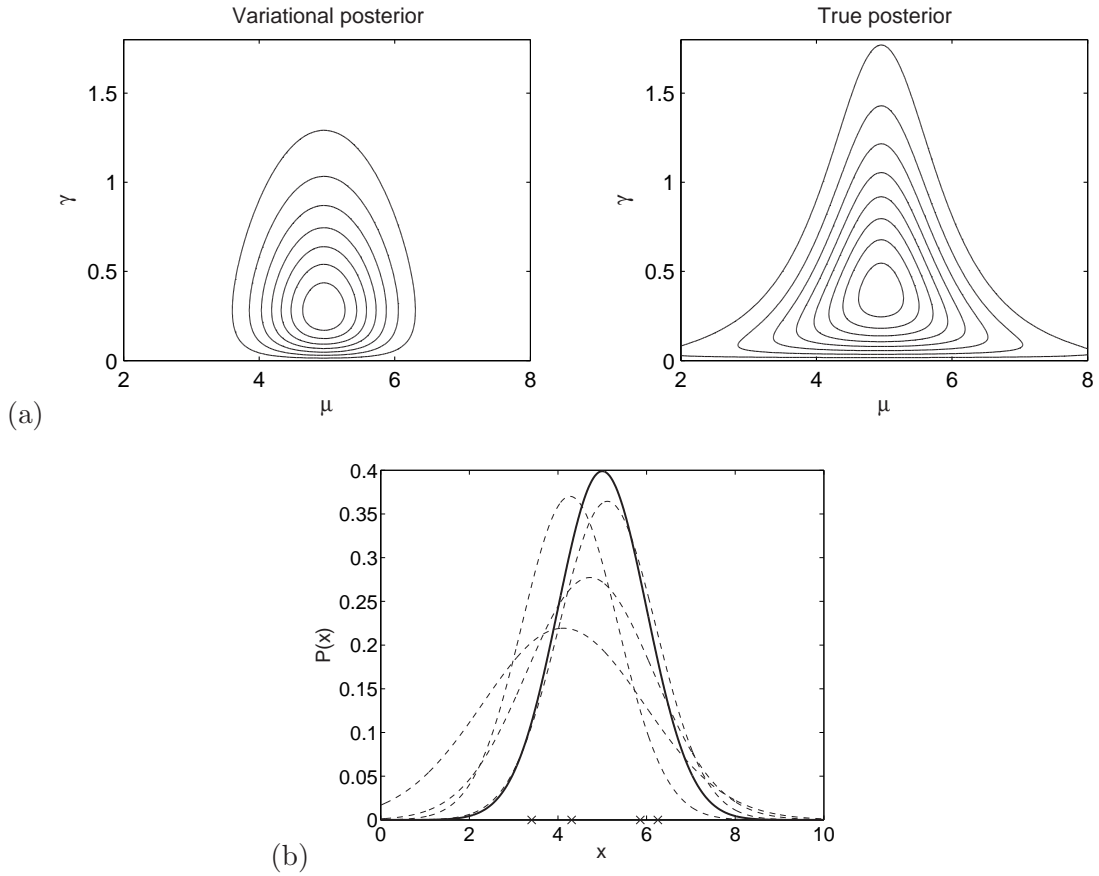 Variational posterior
True posterior
1.5
1
0.5
0
γ
2 4 6 8
μ
1.5
1
0.5
0
γ
2 4 6 8
μ
(a)
0.4
0.35
0.3
0.25
0.2
0.15
0.1
0.05
0
P(x)
0 2 4 6 8 10
x
(b)